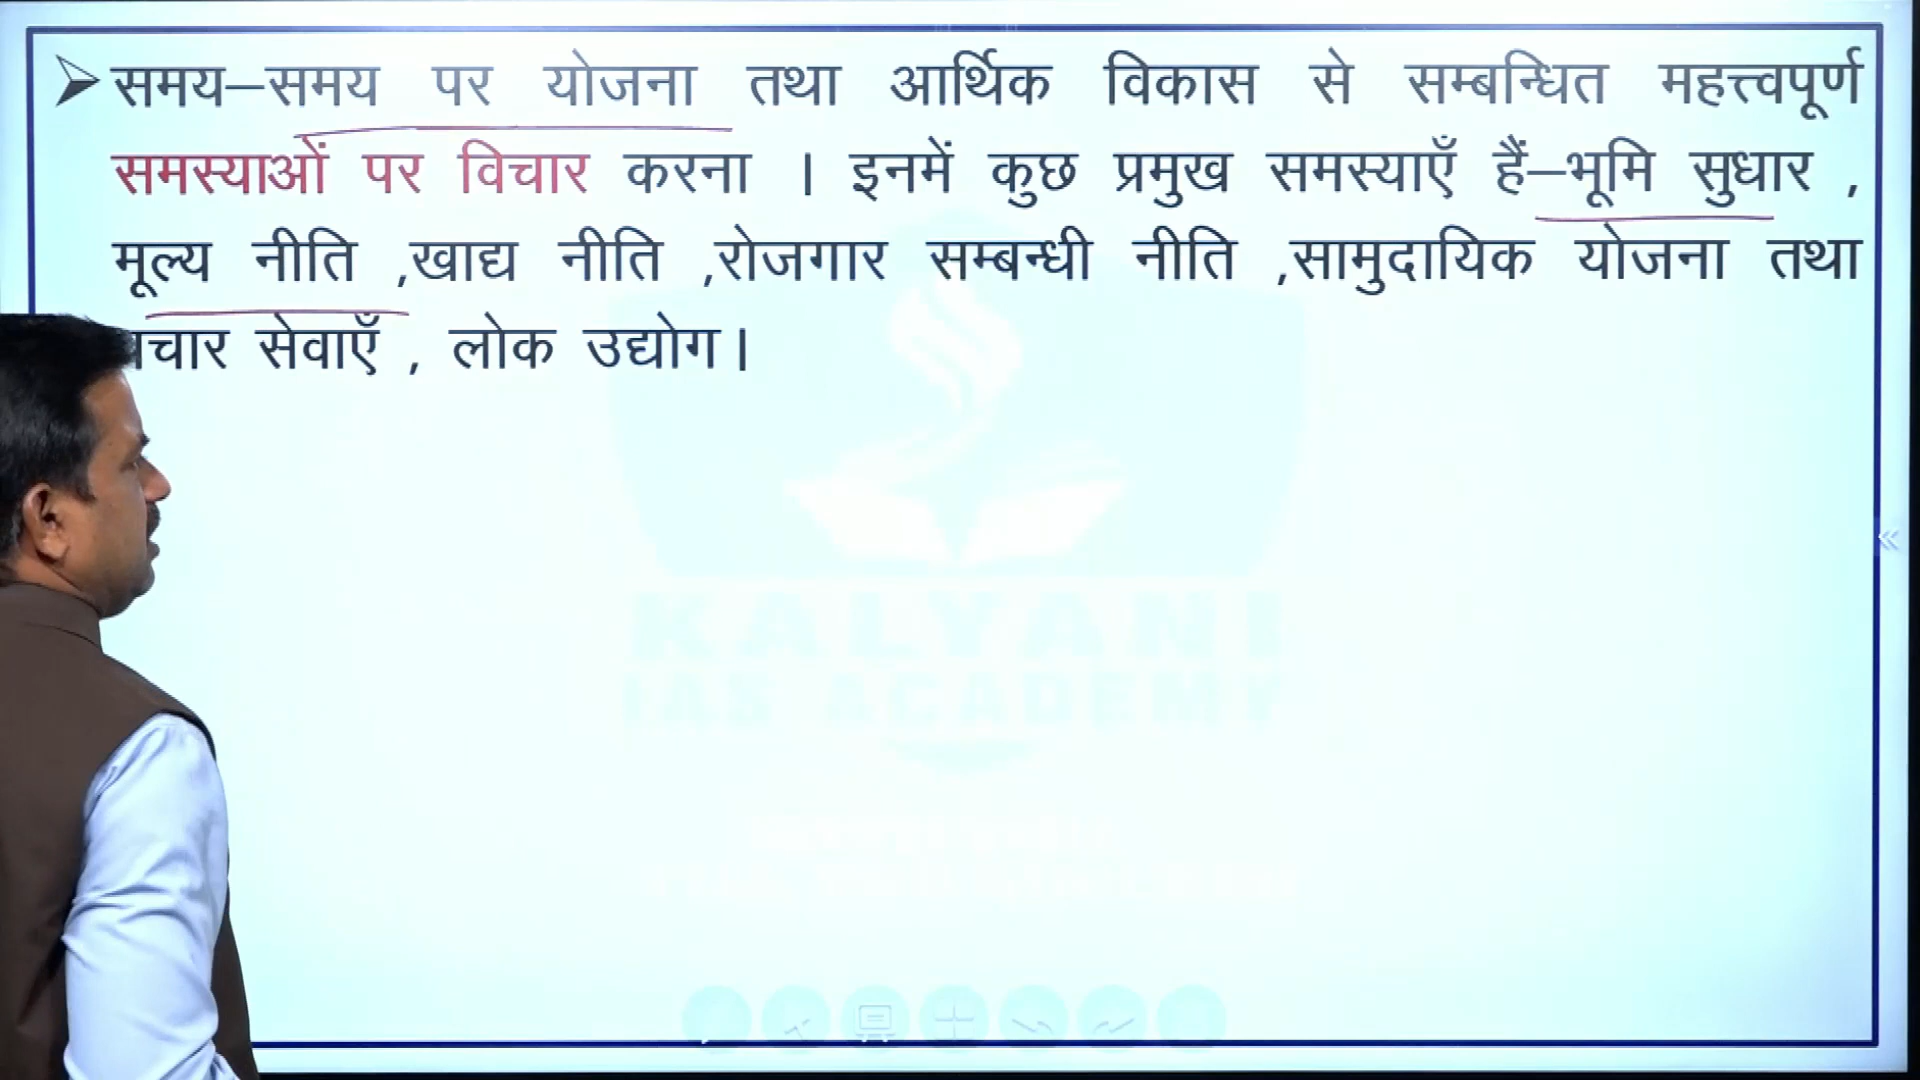 समय–समय पर योजना तथा आर्थिक विकास से सम्बन्धित महत्त्वपूर्ण
समस्याओं पर विचार करना । इनमें कुछ प्रमुख समस्याएँ हैं–भूमि सुधार ,
मूल्य नीति ,खाद्य नीति ,रोजगार सम्बन्धी नीति ,सामुदायिक योजना तथा
सेवाएँ , लोक उद्योग।
KALYANI
IAS ACADEMY